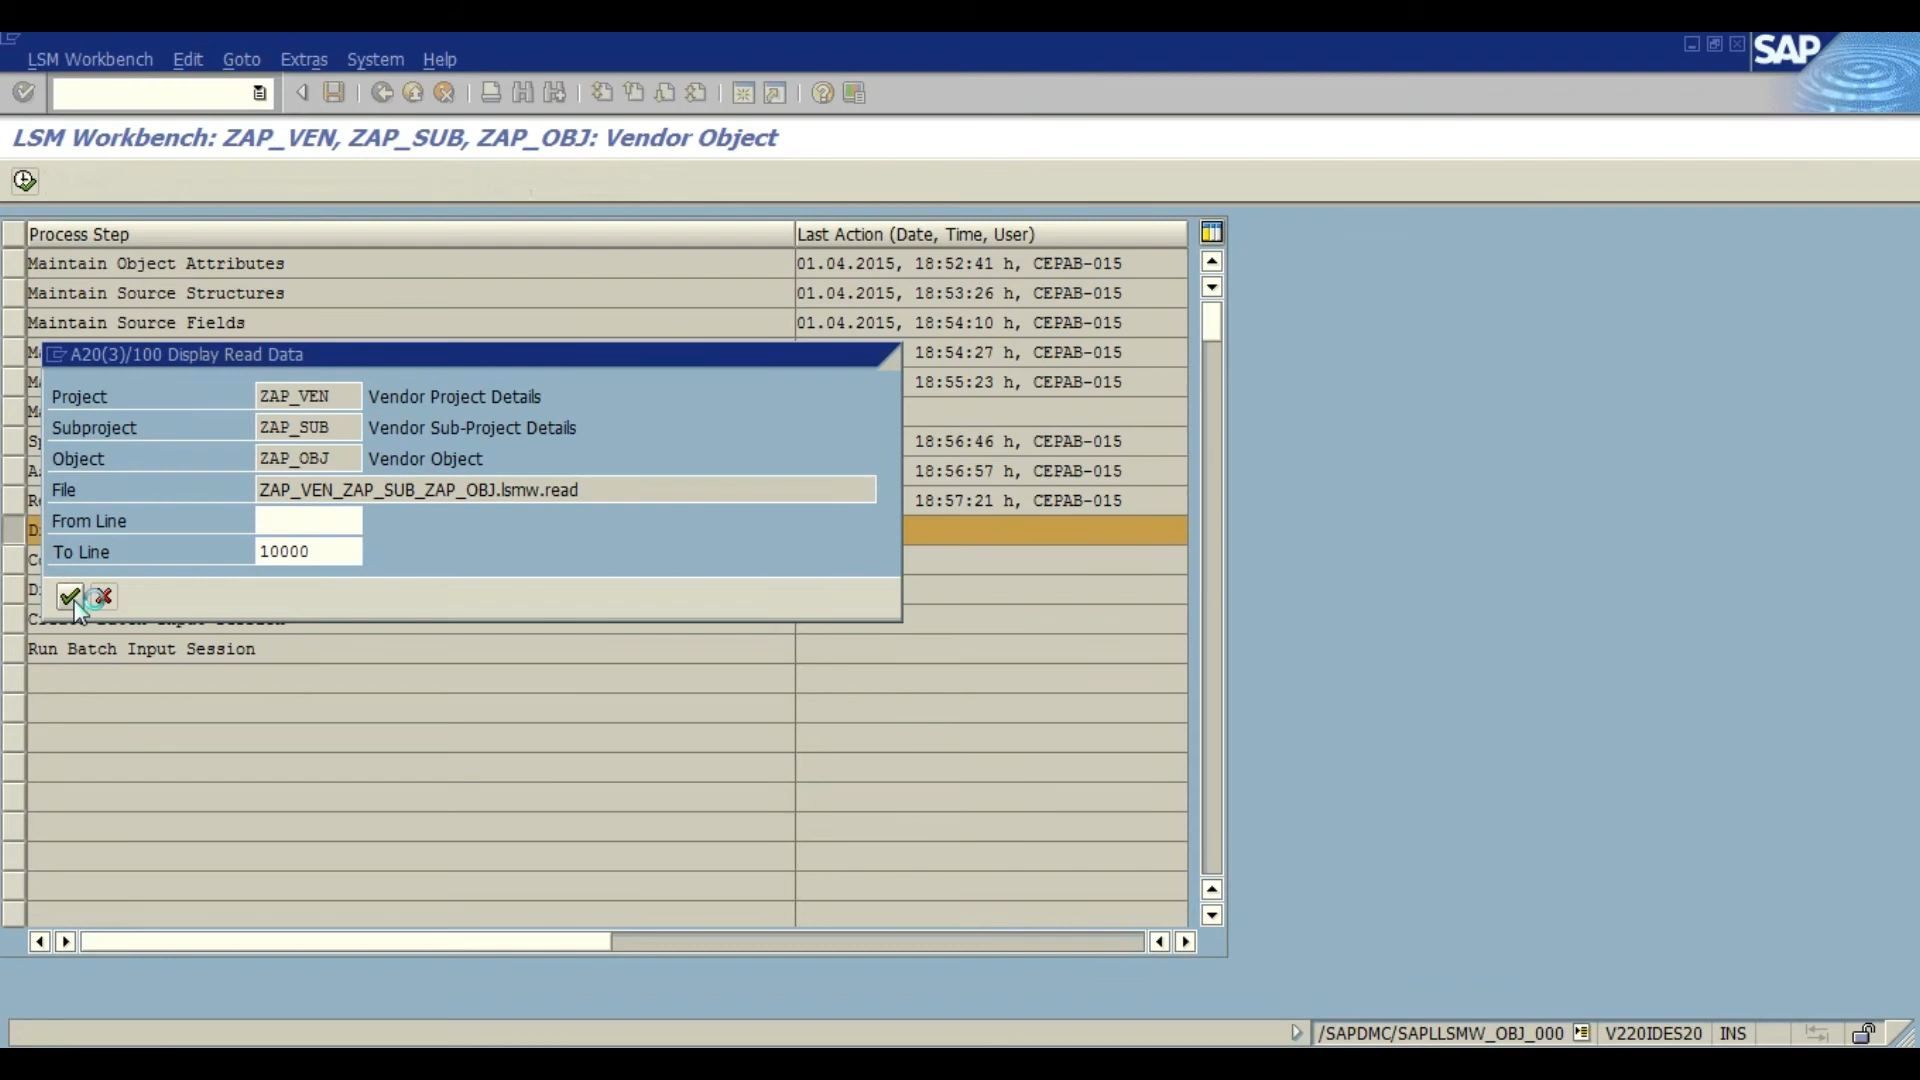 LSM Workbench Edit Goto Extras System Help
SAP
LSM Workbench: ZAP_VEN, ZAP_SUB, ZAP_OBJ: Vendor Object
Process Step Last Action (Date, Time, User)
Maintain Object Attributes 01.04.2015, 18:52:41 h, CEPAB-015
Maintain Source Structures 01.04.2015, 18:53:26 h, CEPAB-015
Maintain Source Fields 01.04.2015, 18:54:10 h, CEPAB-015
18:54:27 h, CEPAB-015
18:55:23 h, CEPAB-015
18:56:46 h, CEPAB-015
18:56:57 h, CEPAB-015
18:57:21 h, CEPAB-015
A20(3)/100 Display Read Data
Project ZAP_VEN Vendor Project Details
Subproject ZAP_SUB Vendor Sub-Project Details
Object ZAP_OBJ Vendor Object
File ZAP_VEN_ZAP_SUB_ZAP_OBJ.lsmw.read
From Line
To Line 10000
Run Batch Input Session
/SAPDMC/SAPLLSMW_OBJ_000 V220IDES20 INS